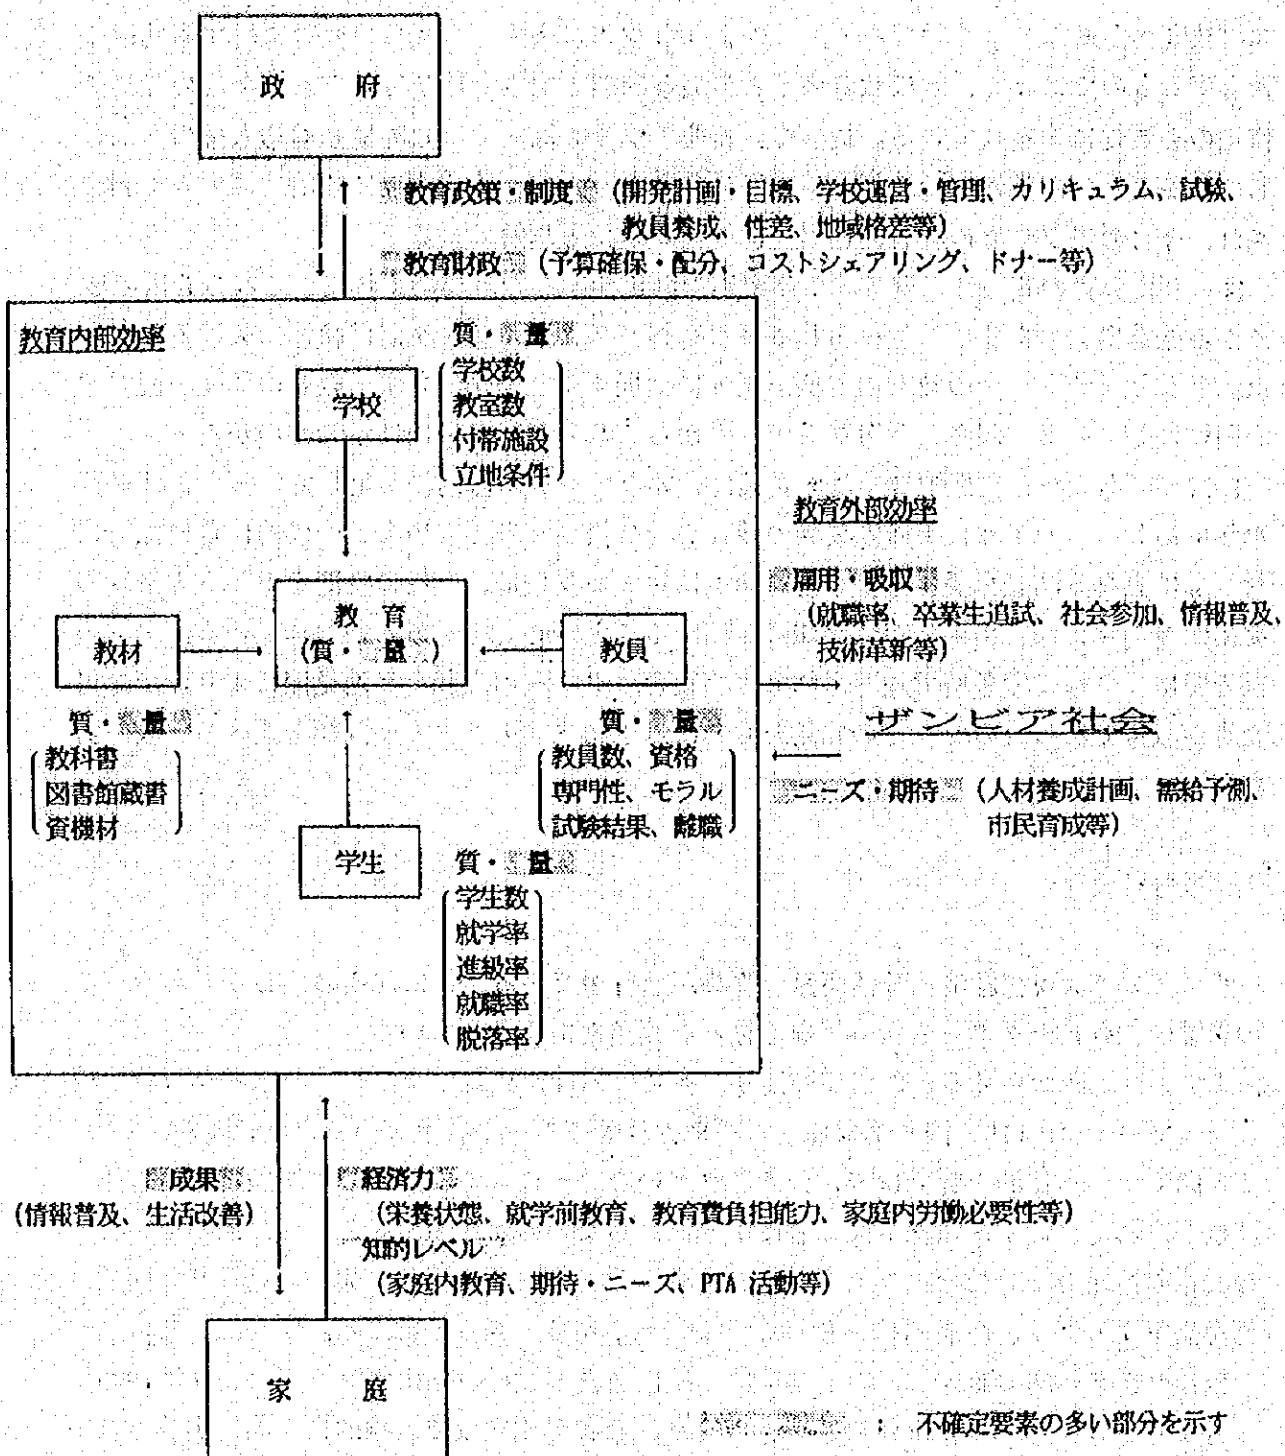 政　　府
教育政策・制度　（開発計画・目標、学校運営・管理、カリキュラム、試験、
教員養成、性差、地域格差等）
教育財政　（予算確保・配分、コストシェアリング、ドナー等）
教育内部効率
学校
質・量
学校数
教室数
付帯施設
立地条件
教　育
（質・量）
教材
質・量
教科書
図書館蔵書
資機材
教員
質・量
教員数、資格
専門性、モラル
試験結果、離職
学生
質・量
学生数
就学率
進級率
就職率
脱落率
教育外部効率
雇用・吸収
（就職率、卒業生追試、社会参加、情報普及、
技術革新等）
ザンビア社会
ニーズ・期待　（人材養成計画、需給予測、
市民育成等）
成果
（情報普及、生活改善）
経済力
（栄養状態、就学前教育、教育費負担能力、家庭内労働必要性等）
知的レベル
（家庭内教育、期待・ニーズ、PTA 活動等）
家　　庭
：　不確定要素の多い部分を示す